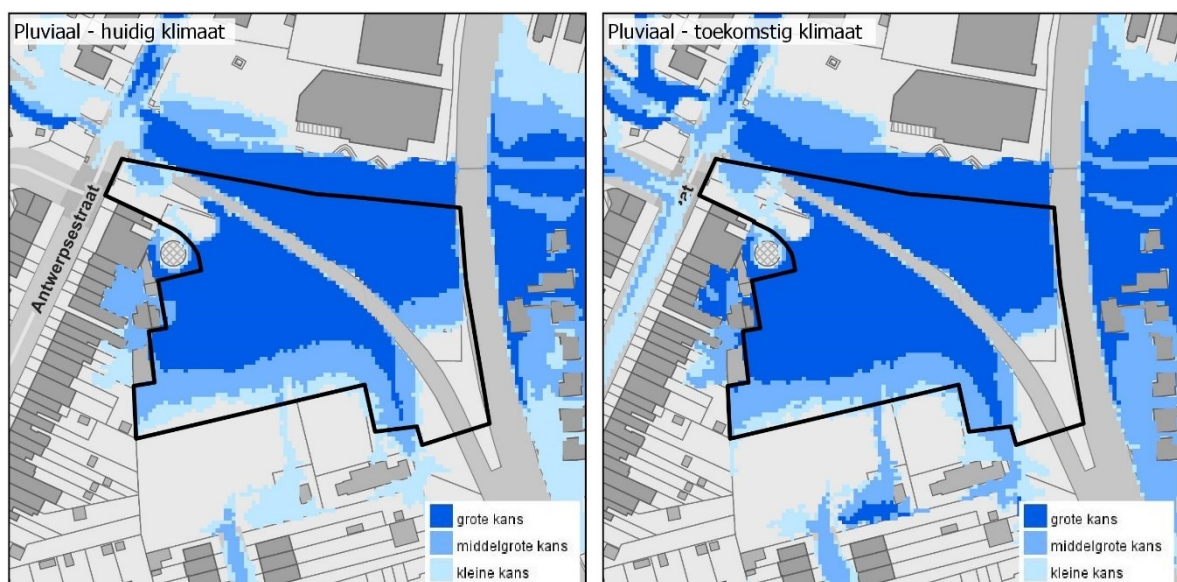 Pluviaal - huidig klimaat
Antwerpsestraat
grote kans
middelgrote kans
kleine kans
Pluviaal - toekomstig klimaat
aat
grote kans
middelgrote kans
kleine kans